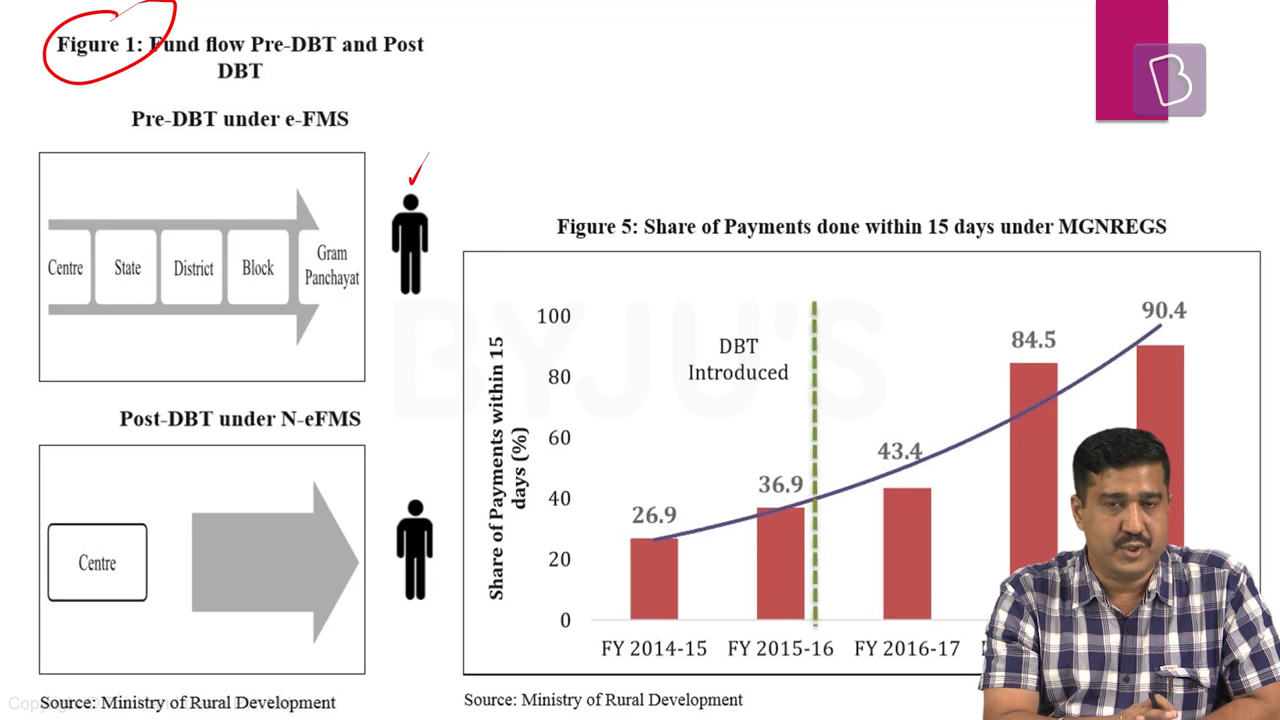 Figure 1: Fund flow Pre-DBT and Post
DBT
Pre-DBT under e-FMS
Centre
State
District
Block
Gram
Panchayat
Post-DBT under N-eFMS
Centre
Source: Ministry of Rural Development
Figure 5: Share of Payments done within 15 days under MGNREGS
Share of Payments within 15
days (%)
100
80
60
40
20
0
DBT
Introduced
26.9
36.9
43.4
84.5
90.4
FY 2014-15
FY 2015-16
FY 2016-17
Source: Ministry of Rural Development
BYJU'S
B
Copyright